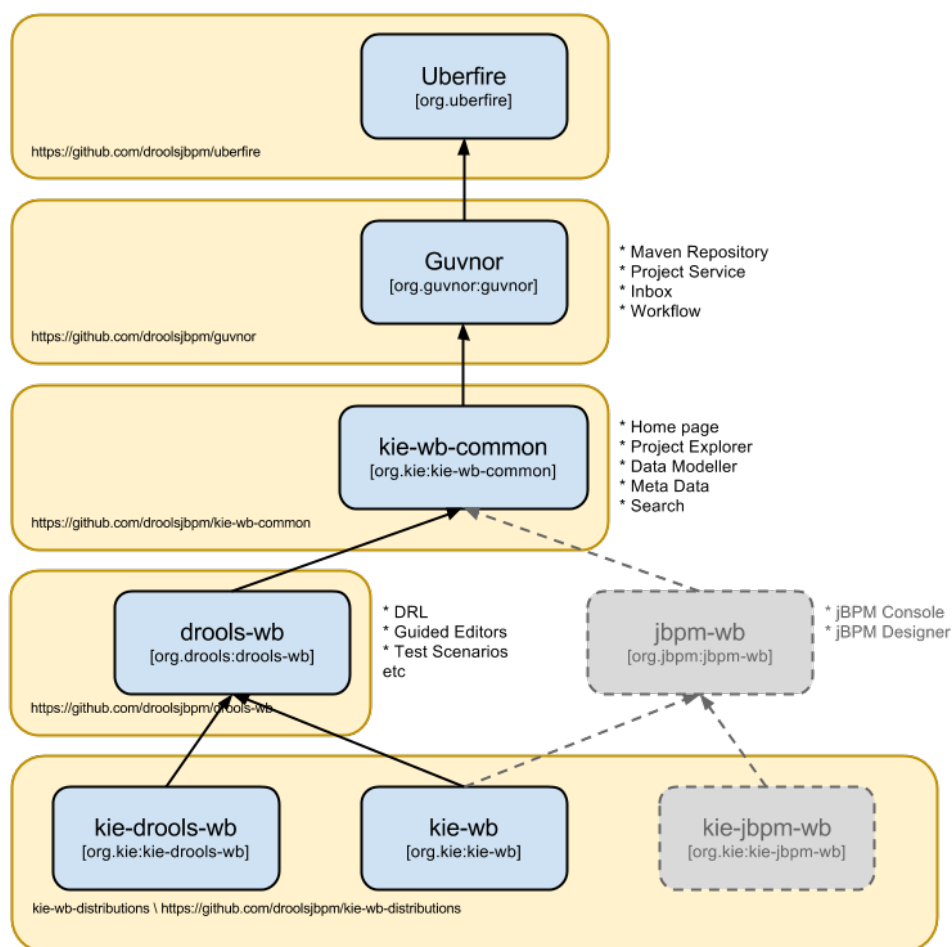 Uberfire
[org.uberfire]
https://github.com/droolsjbpm/uberfire
Guvnor
[org.guvnor:guvnor]
* Maven Repository
* Project Service
* Inbox
* Workflow
https://github.com/droolsjbpm/guvnor
kie-wb-common
[org.kie:kie-wb-common]
* Home page
* Project Explorer
* Data Modeller
* Meta Data
* Search
https://github.com/droolsjbpm/kie-wb-common
drools-wb
[org.drools:drools-wb]
* DRL
* Guided Editors
* Test Scenarios
etc
jbpm-wb
[org.jbpm:jbpm-wb]
* jBPM Console
* jBPM Designer
https://github.com/droolsjbpm/drools-wb
kie-drools-wb
[org.kie:kie-drools-wb]
kie-wb
[org.kie:kie-wb]
kie-jbpm-wb
[org.kie:kie-jbpm-wb]
kie-wb-distributions \ https://github.com/droolsjbpm/kie-wb-distributions